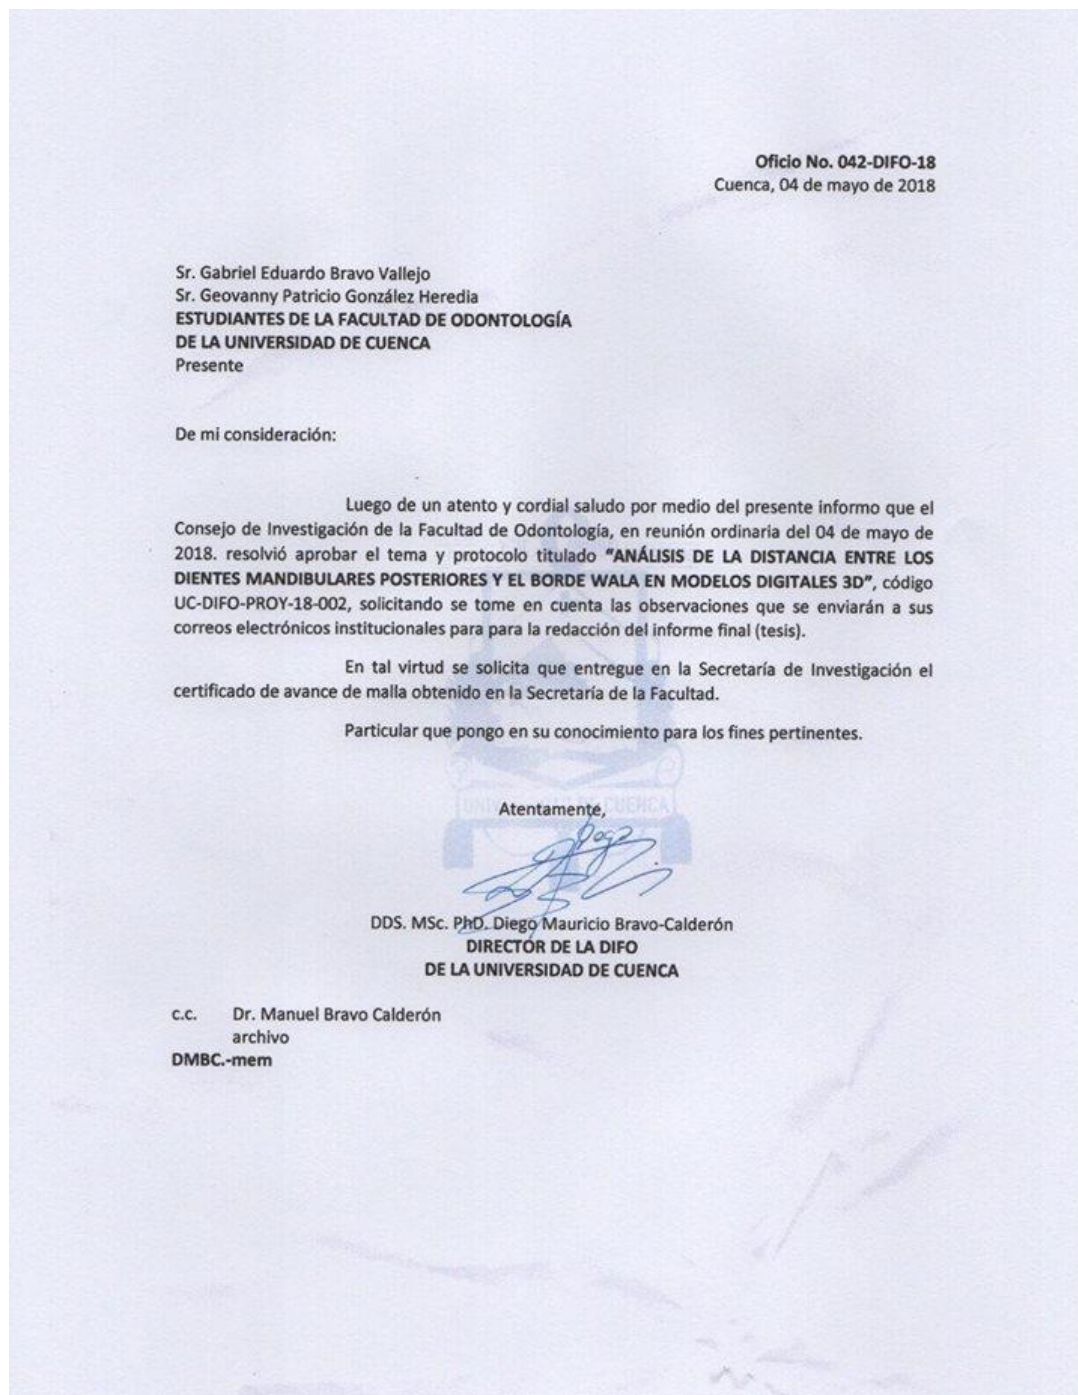 Oficio No. 042-DIFO-18
Cuenca, 04 de mayo de 2018
Sr. Gabriel Eduardo Bravo Vallejo
Sr. Geovanny Patricio González Heredia
ESTUDIANTES DE LA FACULTAD DE ODONTOLOGÍA
DE LA UNIVERSIDAD DE CUENCA
Presente
De mi consideración:
Luego de un atento y cordial saludo por medio del presente informo que el
Consejo de Investigación de la Facultad de Odontología, en reunión ordinaria del 04 de mayo de
2018. resolvió aprobar el tema y protocolo titulado "ANÁLISIS DE LA DISTANCIA ENTRE LOS
DIENTES MANDIBULARES POSTERIORES Y EL BORDE WALA EN MODELOS DIGITALES 3D", código
UC-DIFO-PROY-18-002, solicitando se tome en cuenta las observaciones que se enviarán a sus
correos electrónicos institucionales para para la redacción del informe final (tesis).
En tal virtud se solicita que entregue en la Secretaría de Investigación el
certificado de avance de malla obtenido en la Secretaría de la Facultad.
Particular que pongo en su conocimiento para los fines pertinentes.
Atentamente,
DDS. MSc. PhD. Diego Mauricio Bravo-Calderón
DIRECTOR DE LA DIFO
DE LA UNIVERSIDAD DE CUENCA
c.c. Dr. Manuel Bravo Calderón
archivo
DMBC.-mem